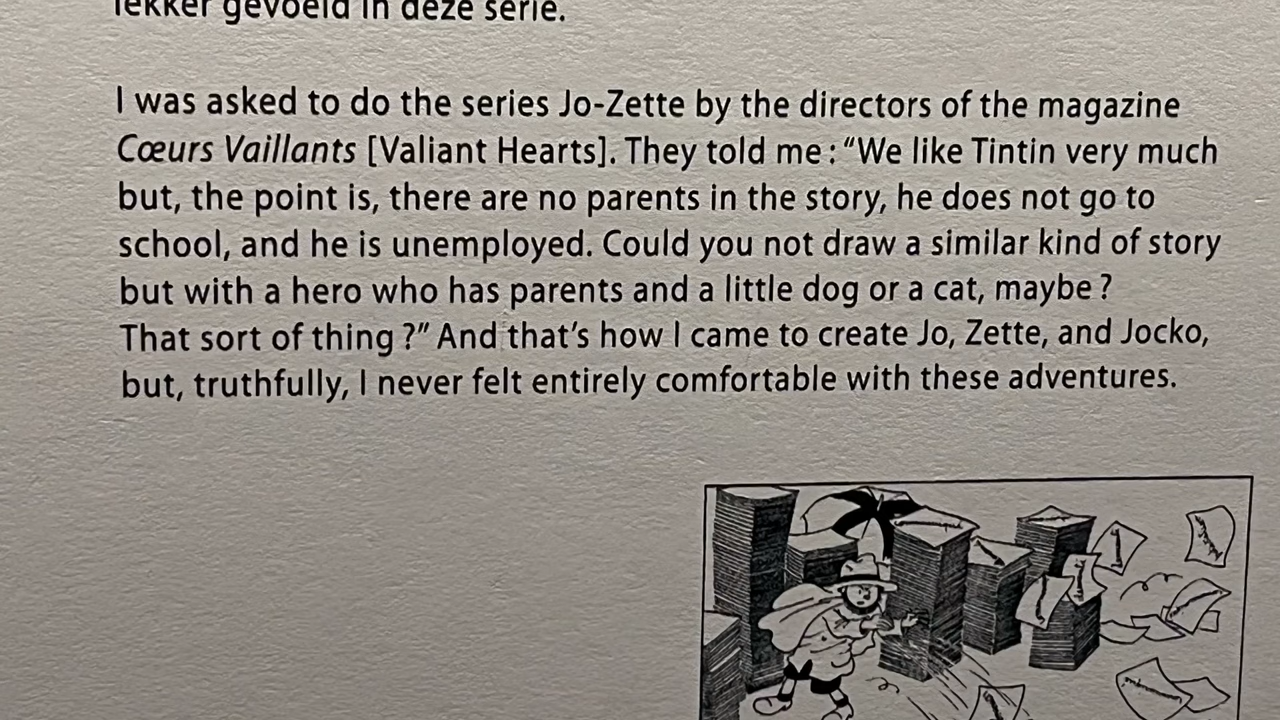 lekker gevoeld in deze serie.
I was asked to do the series Jo-Zette by the directors of the magazine
Cœurs Vaillants [Valiant Hearts]. They told me : “We like Tintin very much
but, the point is, there are no parents in the story, he does not go to
school, and he is unemployed. Could you not draw a similar kind of story
but with a hero who has parents and a little dog or a cat, maybe ?
That sort of thing ?” And that’s how I came to create Jo, Zette, and Jocko,
but, truthfully, I never felt entirely comfortable with these adventures.